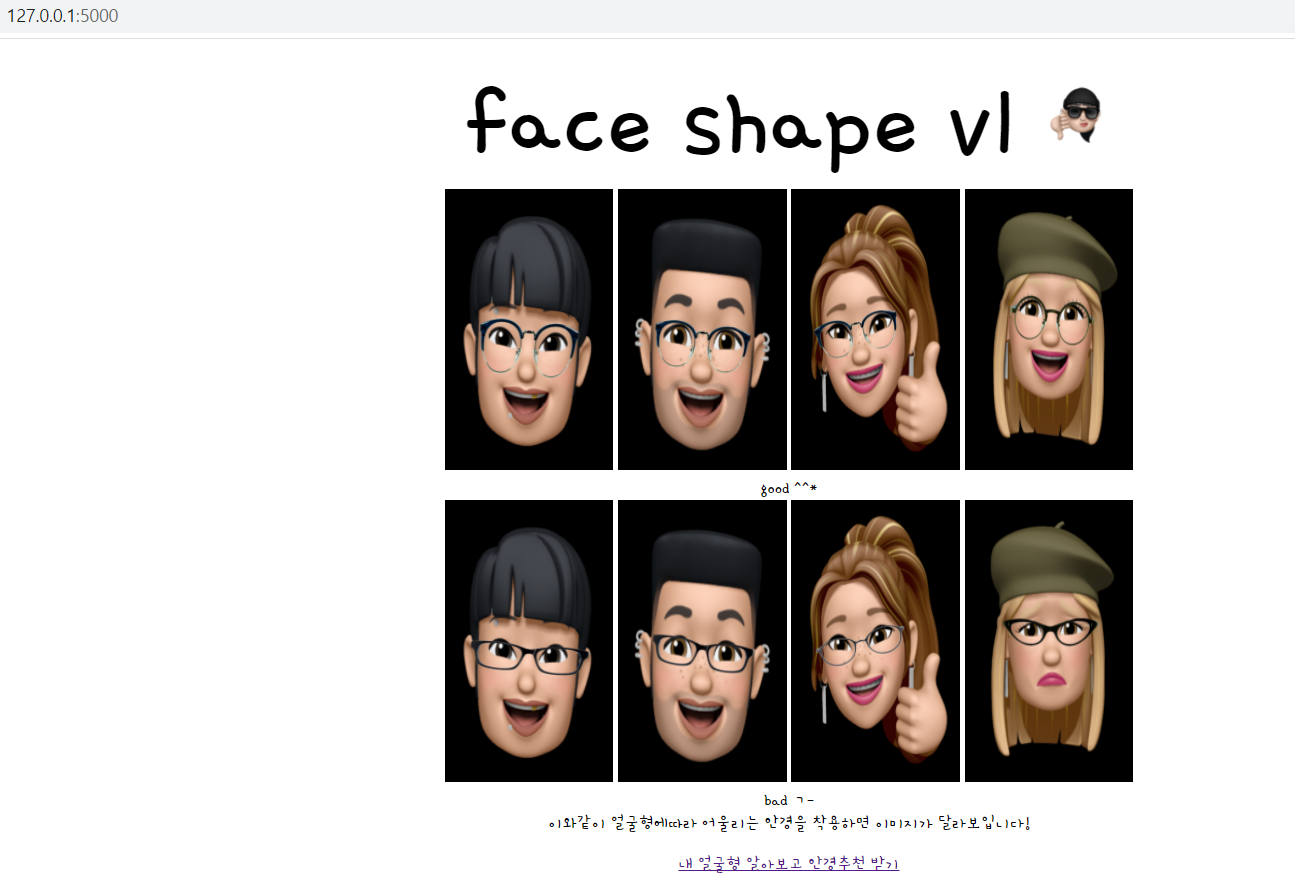 127.0.0.1:5000
face shape vl
good ^^*
bad ㄱ-
이와같이 얼굴형에따라 어울리는 안경을 착용하면 이미지가 달라보입니다!
내 얼굴형 알아보고 안경추천 받기